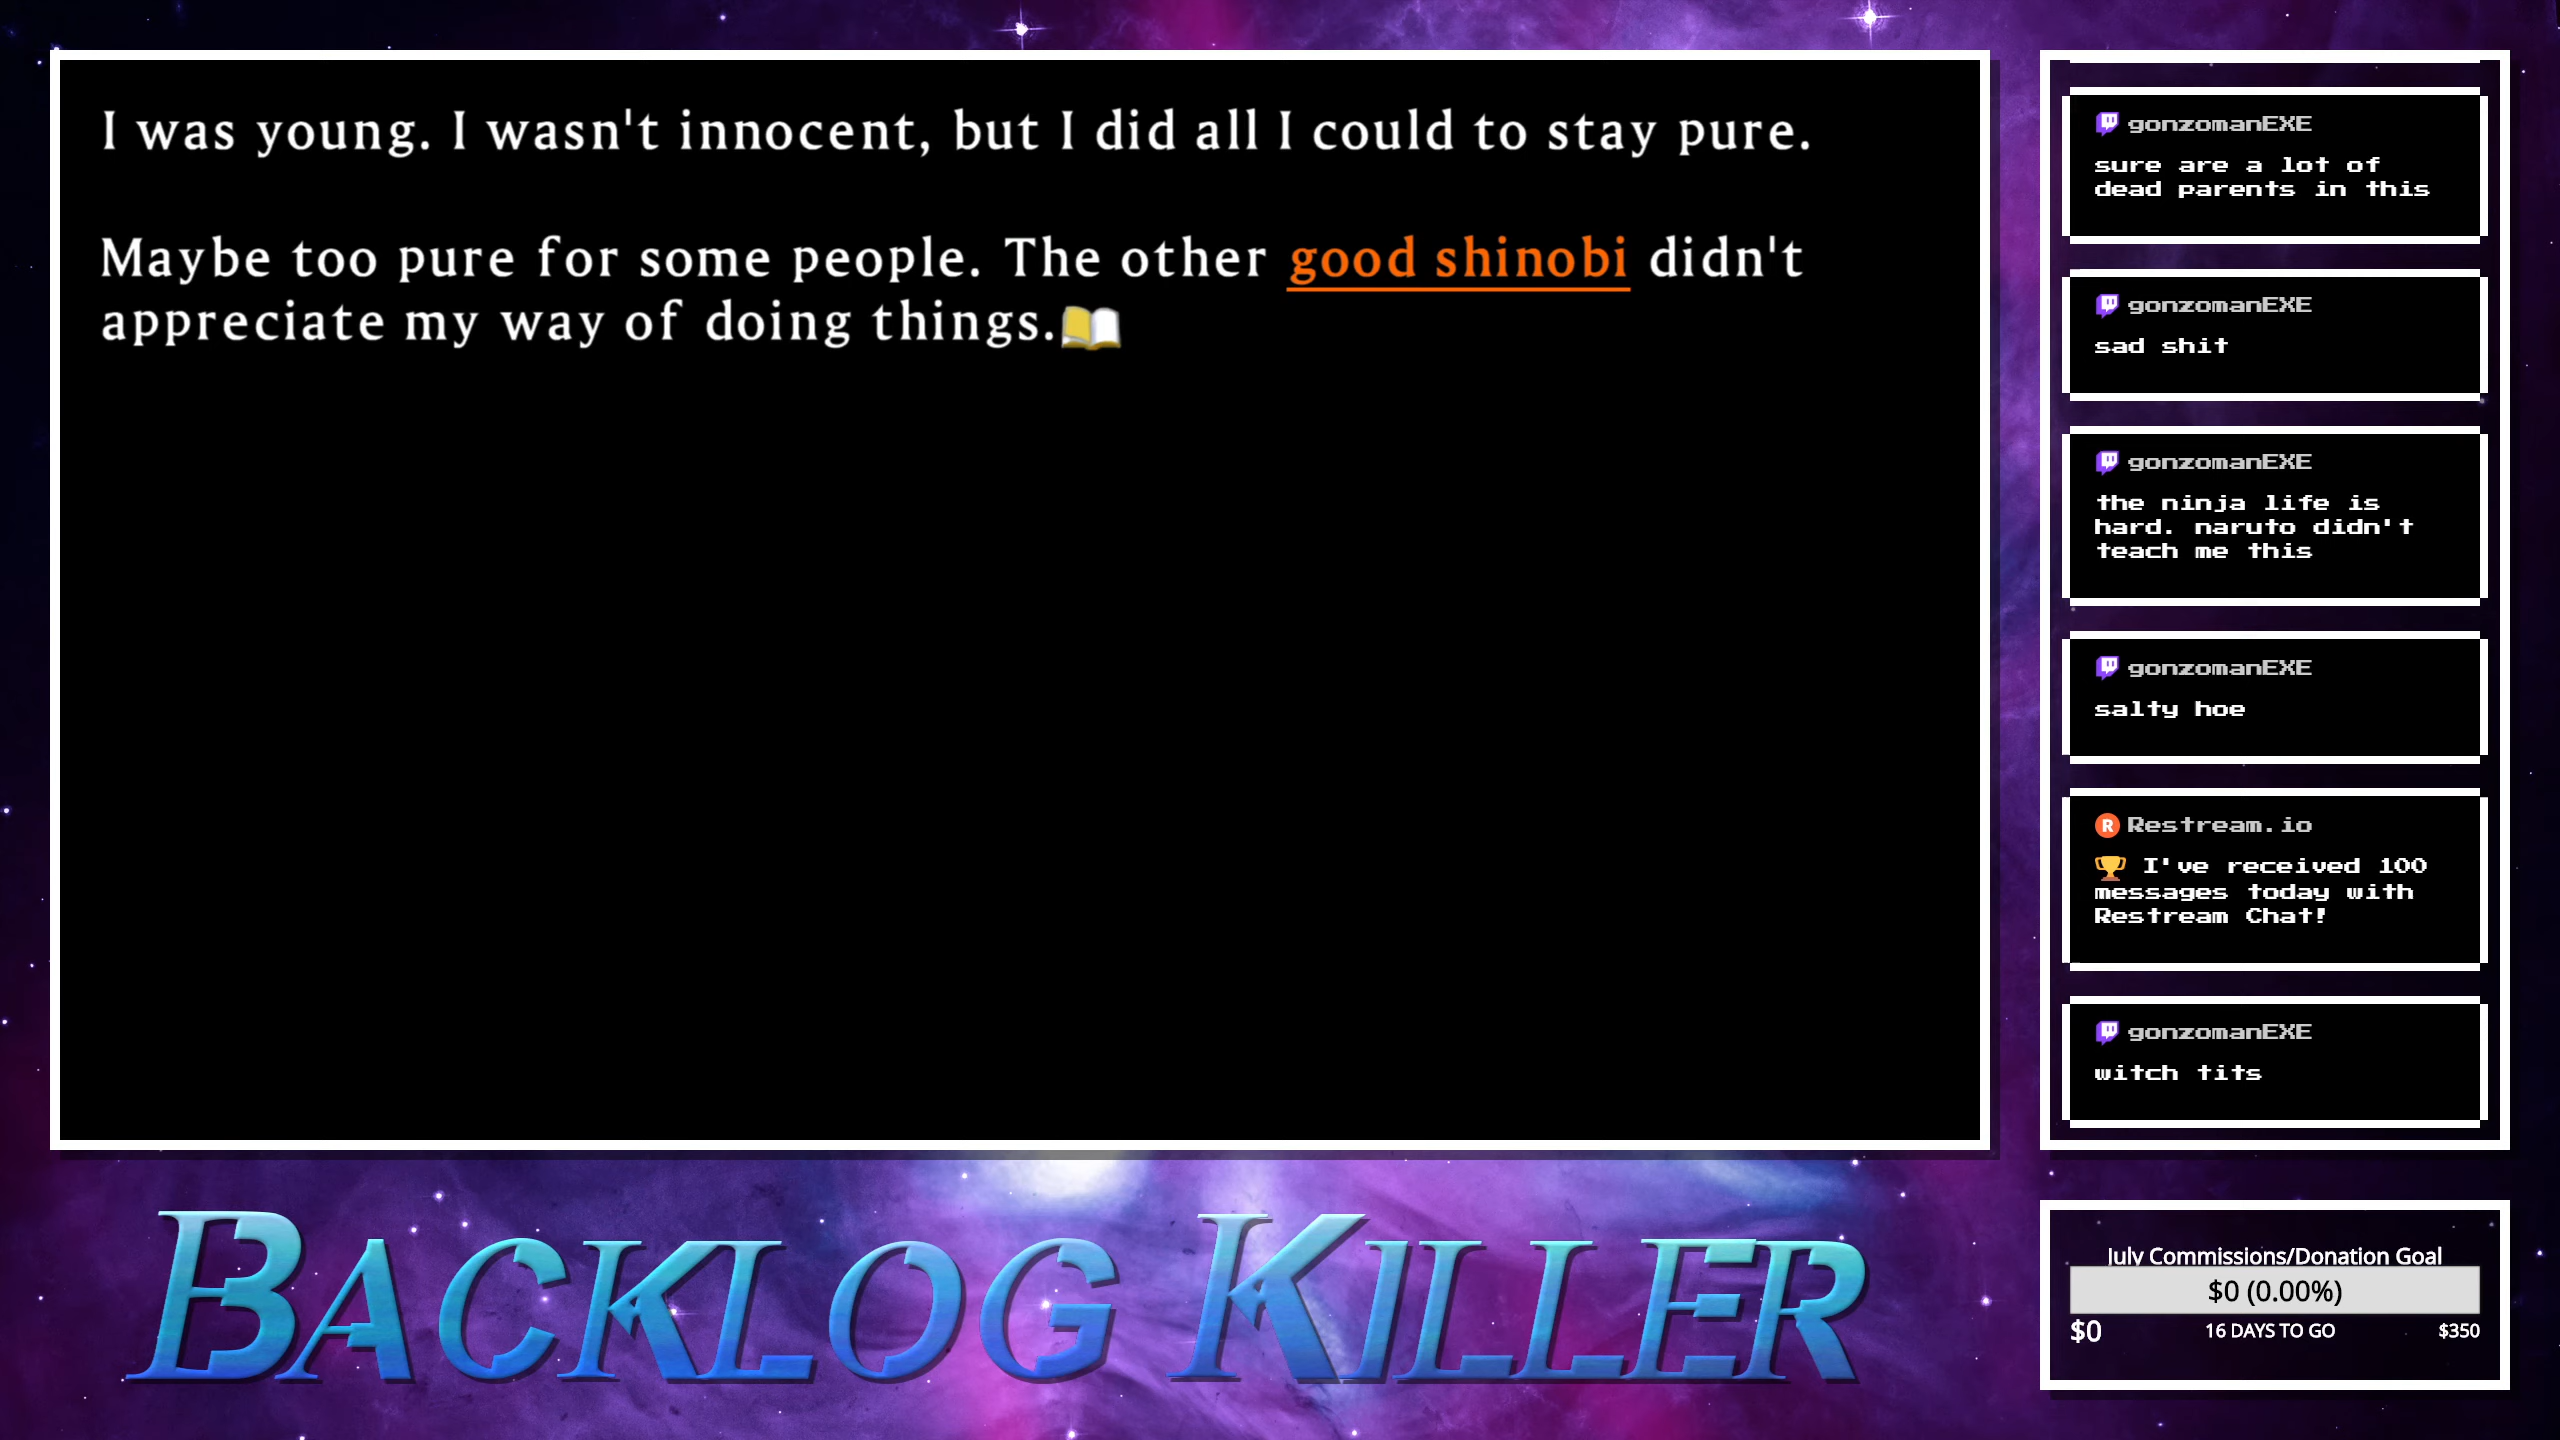 I was young. I wasn't innocent, but I did all I could to stay pure.
Maybe too pure for some people. The other good shinobi didn't
appreciate my way of doing things.
gonzomanEXE
sure are a lot of
dead parents in this
gonzomanEXE
sad shit
gonzomanEXE
the ninja life is
hard. naruto didn't
teach me this
gonzomanEXE
salty hoe
Restream.io
🏆 I've received 100
messages today with
Restream Chat!
gonzomanEXE
witch tits
BACKLOG KILLER
July Commissions/Donation Goal
$0 (0.00%)
$0 16 DAYS TO GO $350